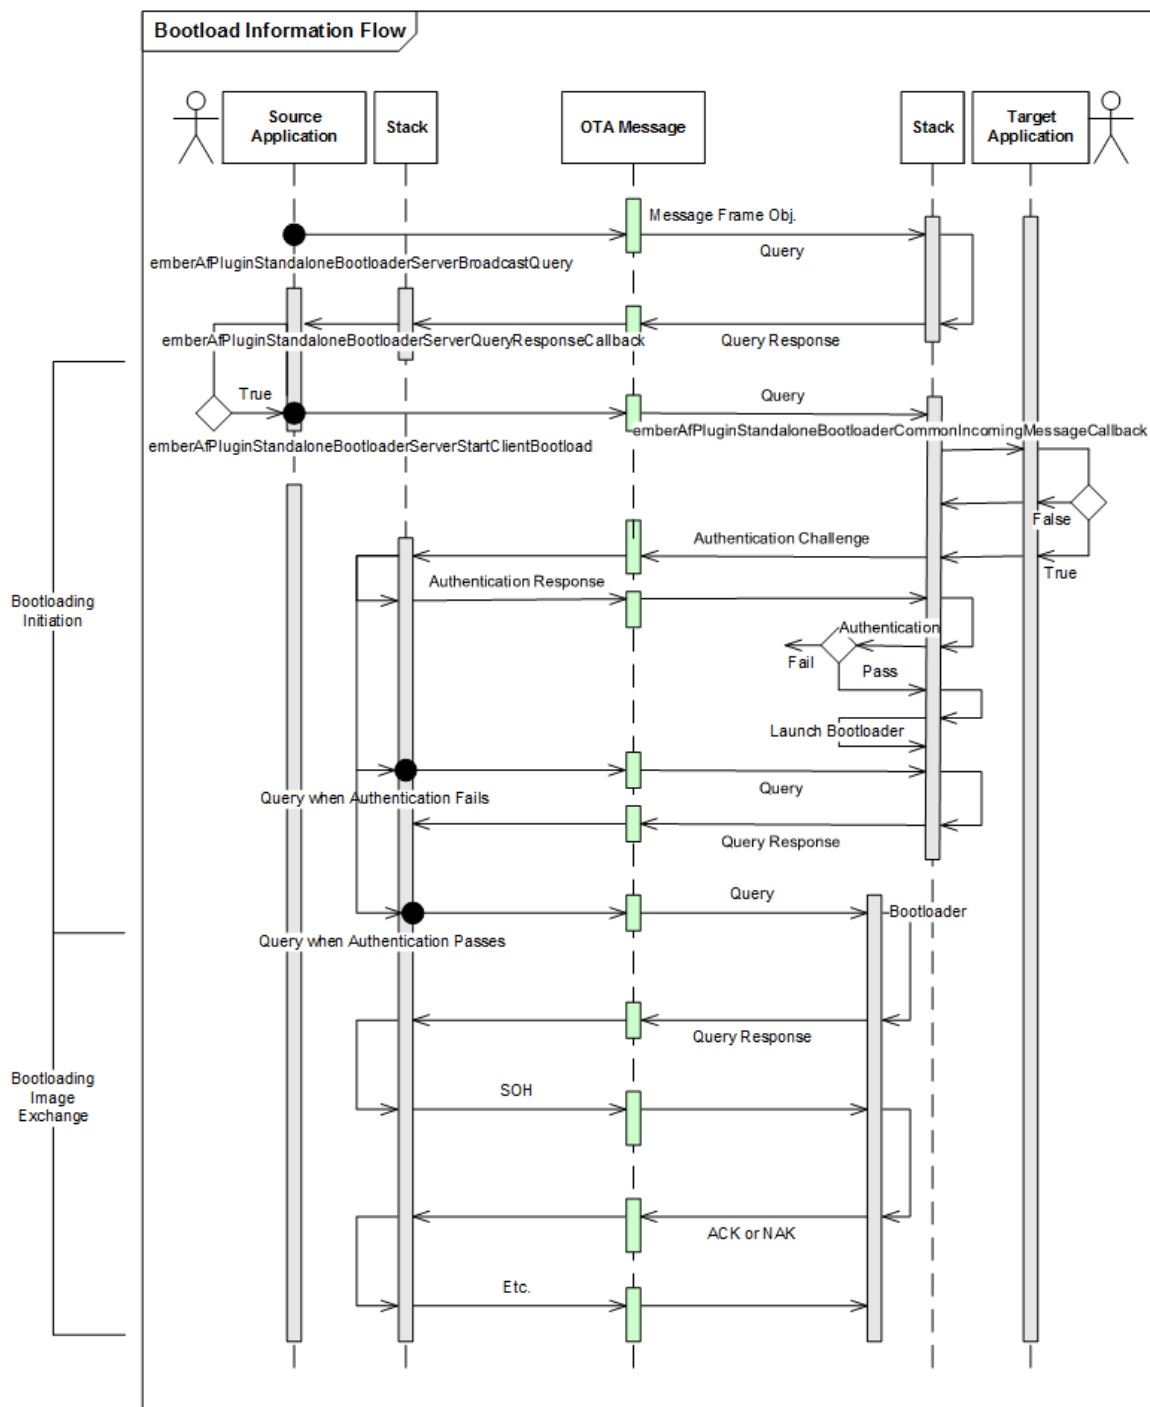 Bootload Information Flow
Source
Application
Stack
OTA Message
Stack
Target
Application
Message Frame Obj.
Query
emberAfPluginStandaloneBootloaderServerBroadcastQuery
emberAfPluginStandaloneBootloaderServerQueryResponseCallback
Query Response
True
Query
emberAfPluginStandaloneBootloaderCommonIncomingMessageCallback
emberAfPluginStandaloneBootloaderServerStartClientBootload
False
Authentication Challenge
True
Authentication Response
Bootloading
Initiation
Authentication
Fail
Pass
Launch Bootloader
Query
Query when Authentication Fails
Query Response
Query
Bootloader
Query when Authentication Passes
Query Response
Bootloading
Image
Exchange
SOH
ACK or NAK
Etc.